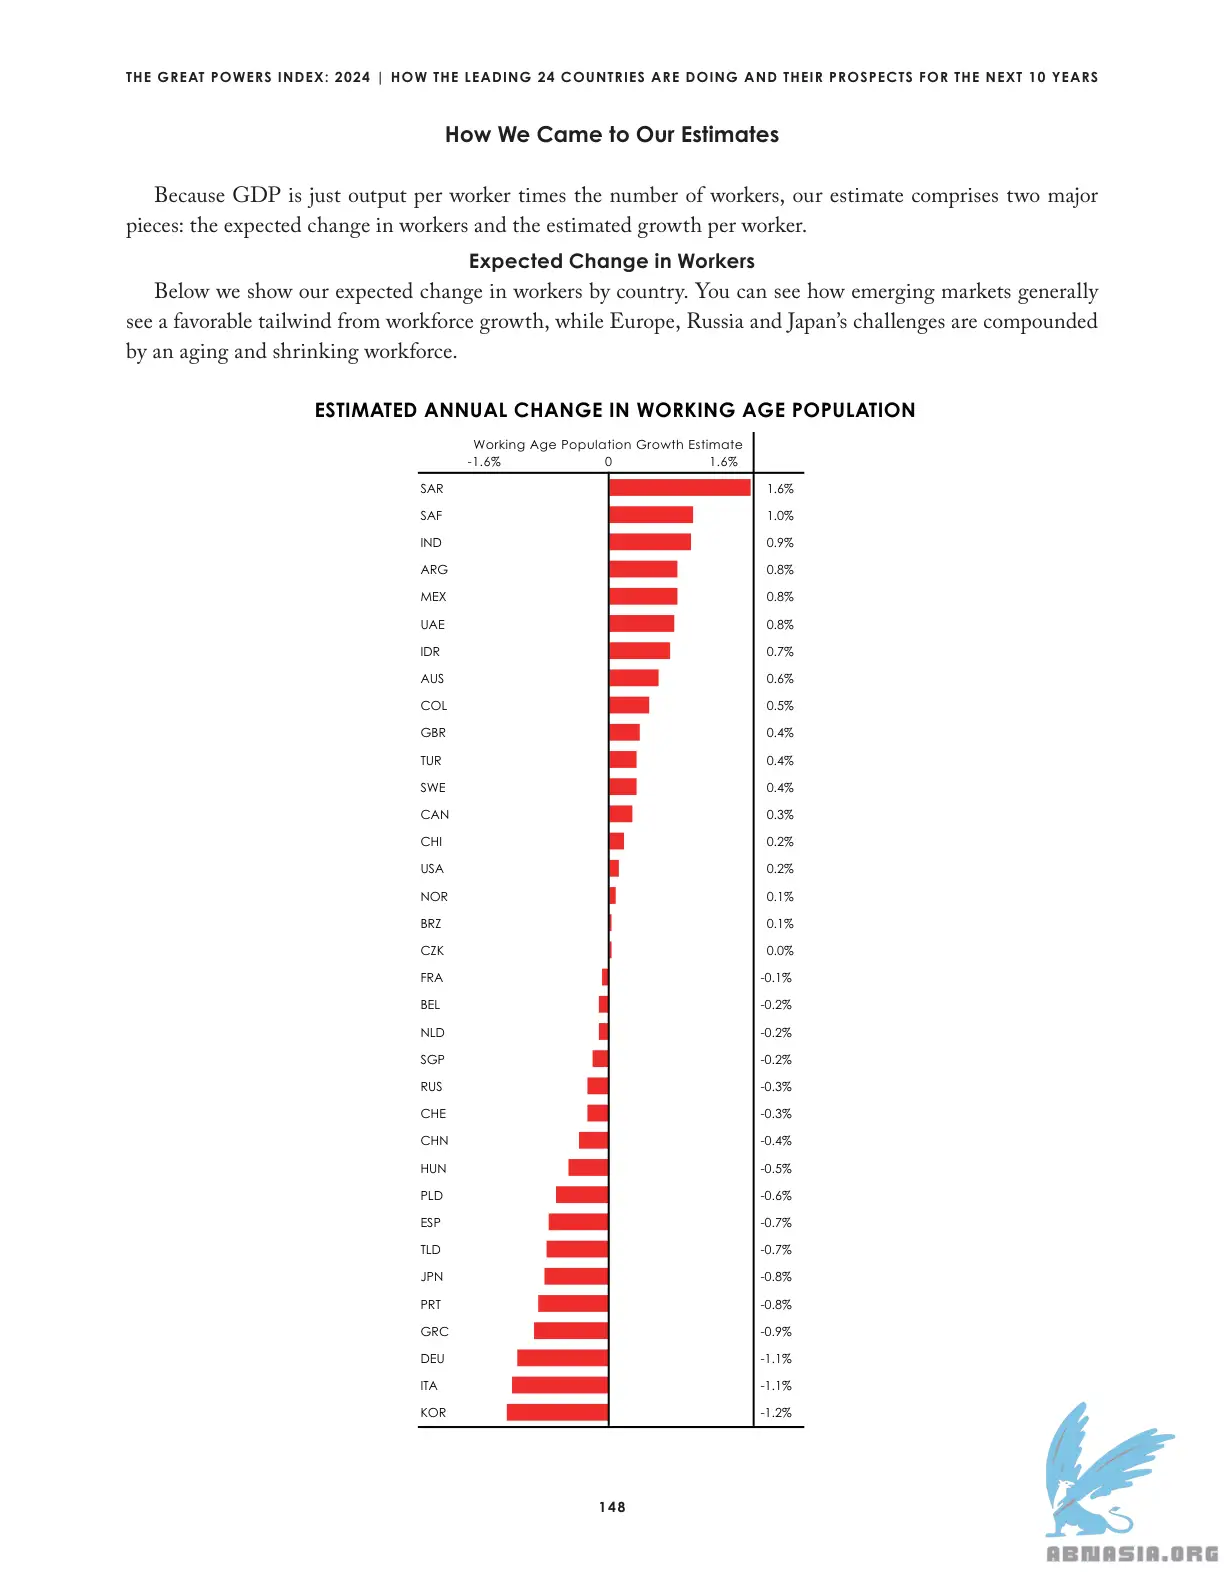 THE GREAT POWERS INDEX: 2024 | HOW THE LEADING 24 COUNTRIES ARE DOING AND THEIR PROSPECTS FOR THE NEXT 10 YEARS
How We Came to Our Estimates
Because GDP is just output per worker times the number of workers, our estimate comprises two major
pieces: the expected change in workers and the estimated growth per worker.
Expected Change in Workers
Below we show our expected change in workers by country. You can see how emerging markets generally
see a favorable tailwind from workforce growth, while Europe, Russia and Japan’s challenges are compounded
by an aging and shrinking workforce.
ESTIMATED ANNUAL CHANGE IN WORKING AGE POPULATION
Working Age Population Growth Estimate
-1.6% 0 1.6%
SAR 1.6%
SAF 1.0%
IND 0.9%
ARG 0.8%
MEX 0.8%
UAE 0.8%
IDR 0.7%
AUS 0.6%
COL 0.5%
GBR 0.4%
TUR 0.4%
SWE 0.4%
CAN 0.3%
CHI 0.2%
USA 0.2%
NOR 0.1%
BRZ 0.1%
CZK 0.0%
FRA -0.1%
BEL -0.2%
NLD -0.2%
SGP -0.2%
RUS -0.3%
CHE -0.3%
CHN -0.4%
HUN -0.5%
PLD -0.6%
ESP -0.7%
TLD -0.7%
JPN -0.8%
PRT -0.8%
GRC -0.9%
DEU -1.1%
ITA -1.1%
KOR -1.2%
148
ABNASIA.ORG